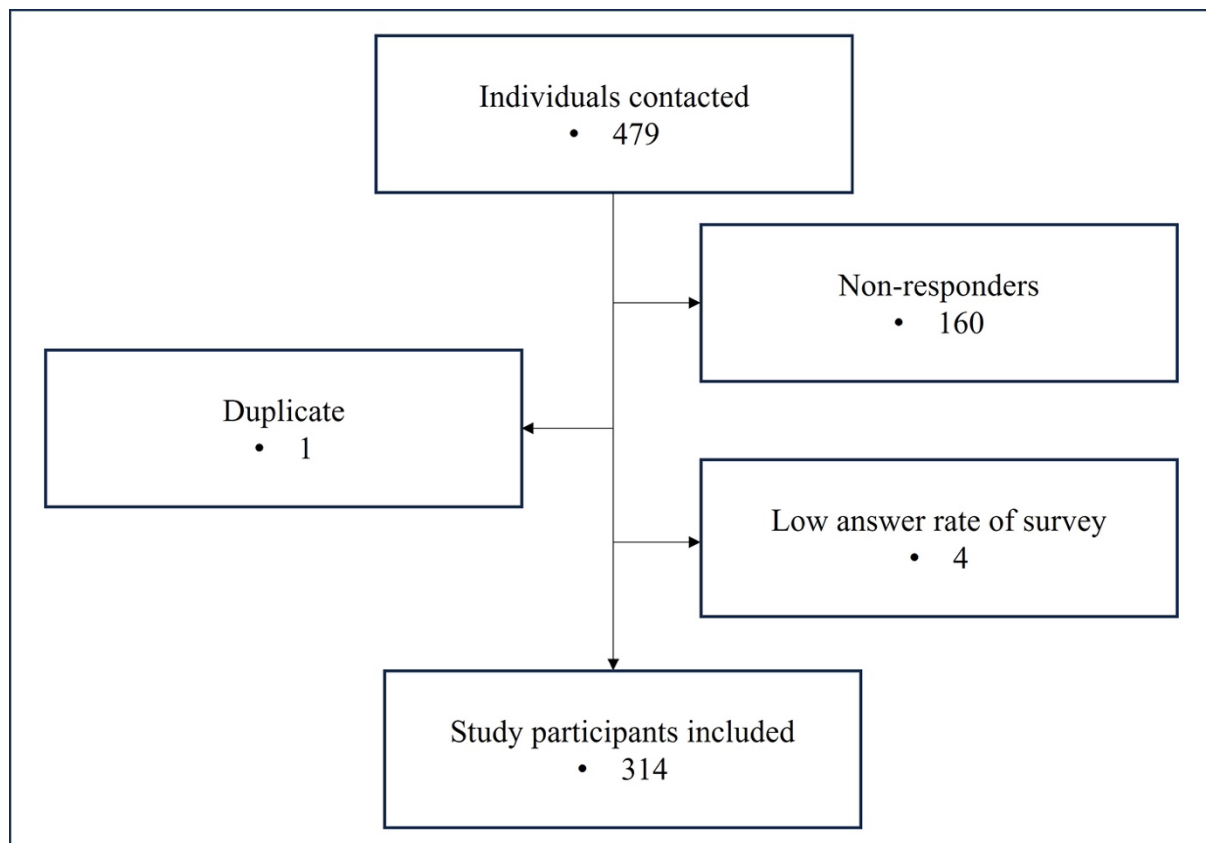 Individuals contacted
• 479
Non-responders
• 160
Duplicate
• 1
Low answer rate of survey
• 4
Study participants included
• 314